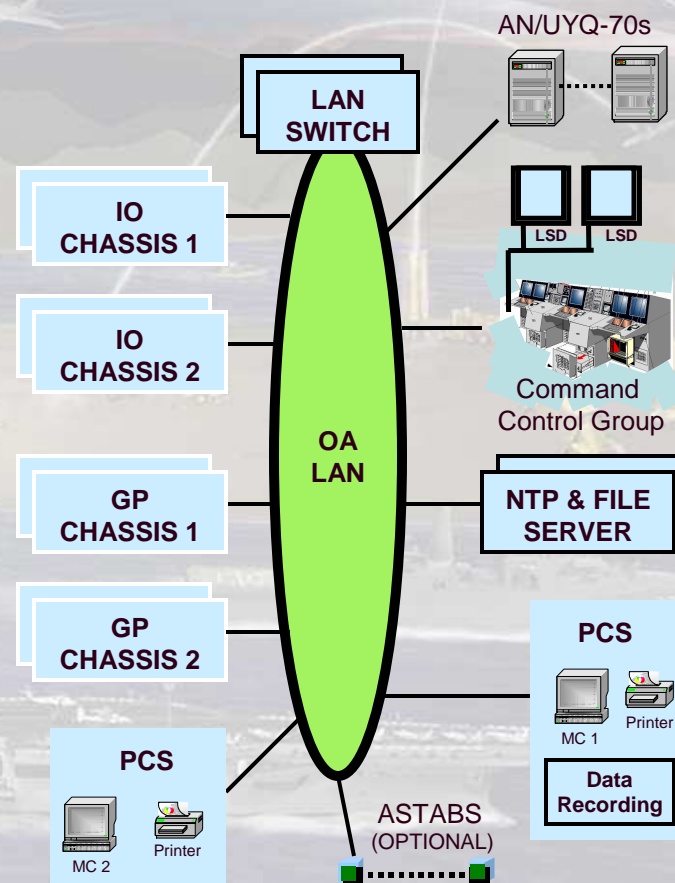 AN/UYQ-70s
LAN
SWITCH
IO
CHASSIS 1
LSD
LSD
IO
CHASSIS 2
Command
Control Group
OA
LAN
GP
CHASSIS 1
NTP & FILE
SERVER
GP
CHASSIS 2
PCS
MC 1
Printer
Data
Recording
PCS
MC 2
Printer
ASTABS
(OPTIONAL)